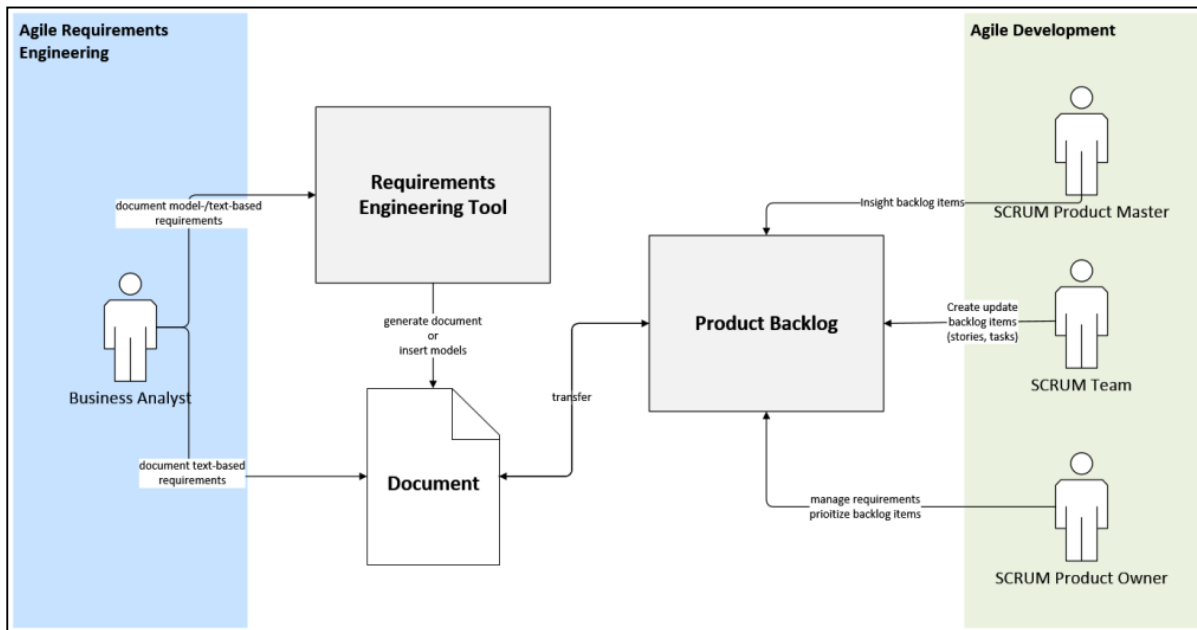 Agile Requirements
Engineering
Agile Development
Requirements
Engineering Tool
document model-/text-based
requirements
Insight backlog items
SCRUM Product Master
Business Analyst
generate document
or
insert models
Product Backlog
Create update
backlog items
(stories, tasks)
SCRUM Team
transfer
document text-based
requirements
Document
manage requirements
prioitize backlog items
SCRUM Product Owner